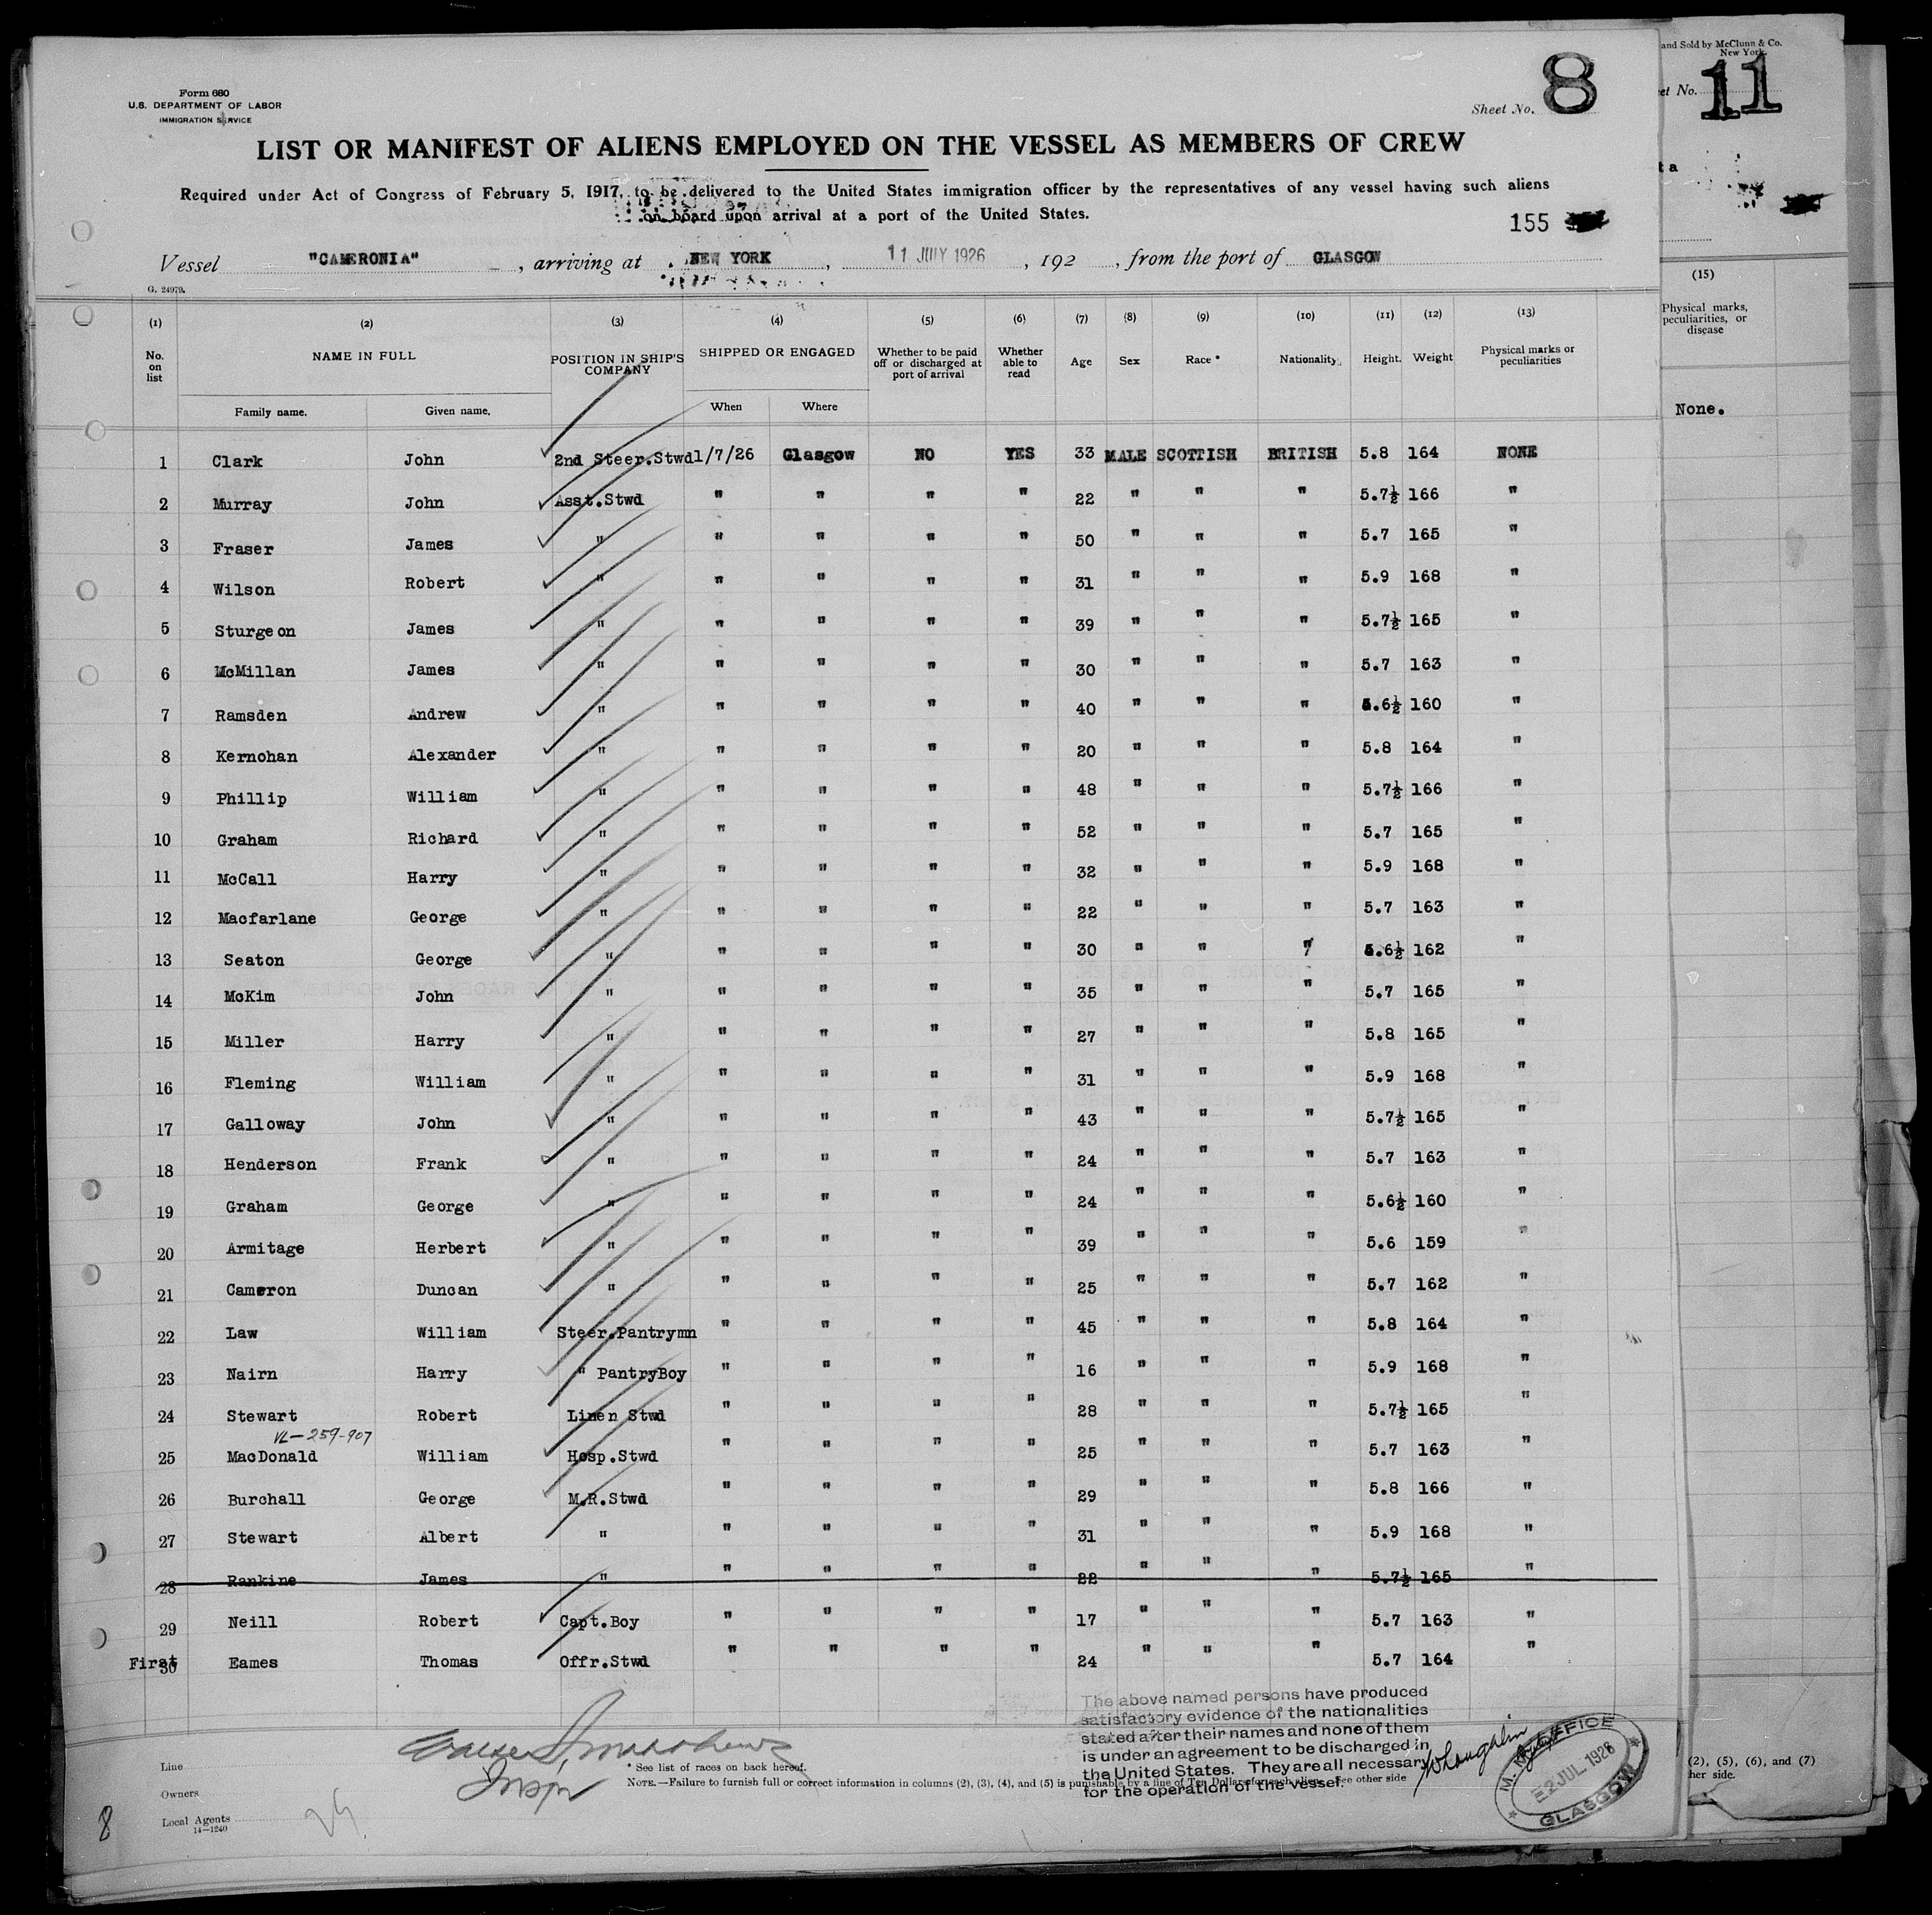 and Sold by McClunn & Co.
New York.
Form 680
U.S. DEPARTMENT OF LABOR
IMMIGRATION SERVICE
Sheet No. 8
et No. 11
LIST OR MANIFEST OF ALIENS EMPLOYED ON THE VESSEL AS MEMBERS OF CREW
Required under Act of Congress of February 5, 1917, to be delivered to the United States immigration officer by the representatives of any vessel having such aliens
on board upon arrival at a port of the United States.
155
ta
Vessel "CAMERONIA", arriving at NEW YORK, 11 JULY 1926, 192, from the port of GLASGOW
G. 24979.
(1) (2) (3) (4) (5) (6) (7) (8) (9) (10) (11) (12) (13)
No. on list NAME IN FULL POSITION IN SHIP'S COMPANY SHIPPED OR ENGAGED Whether to be paid off or discharged at port of arrival Whether able to read Age Sex Race * Nationality. Height. Weight Physical marks or peculiarities
Family name. Given name. When Where
(15)
Physical marks,
peculiarities, or
disease
None.
1 Clark John 2nd Steer.Stwd 1/7/26 Glasgow NO YES 33 MALE SCOTTISH BRITISH 5.8 164 NONE
2 Murray John Asst.Stwd " " " " 22 " " " 5.7½ 166 "
3 Fraser James " " " " " 50 " " " 5.7 165 "
4 Wilson Robert " " " " " 31 " " " 5.9 168 "
5 Sturgeon James " " " " " 39 " " " 5.7½ 165 "
6 McMillan James " " " " " 30 " " " 5.7 163 "
7 Ramsden Andrew " " " " " 40 " " " 5.6½ 160 "
8 Kernohan Alexander " " " " " 20 " " " 5.8 164 "
9 Phillip William " " " " " 48 " " " 5.7½ 166 "
10 Graham Richard " " " " " 52 " " " 5.7 165 "
11 McCall Harry " " " " " 32 " " " 5.9 168 "
12 Macfarlane George " " " " " 22 " " " 5.7 163 "
13 Seaton George " " " " " 30 " " " 5.6½ 162 "
14 McKim John " " " " " 35 " " " 5.7 165 "
15 Miller Harry " " " " " 27 " " " 5.8 165 "
16 Fleming William " " " " " 31 " " " 5.9 168 "
17 Galloway John " " " " " 43 " " " 5.7½ 165 "
18 Henderson Frank " " " " " 24 " " " 5.7 163 "
19 Graham George " " " " " 24 " " " 5.6½ 160 "
20 Armitage Herbert " " " " " 39 " " " 5.6 159 "
21 Cameron Duncan " " " " " 25 " " " 5.7 162 "
22 Law William Steer.Pantrymn " " " " 45 " " " 5.8 164 "
23 Nairn Harry " PantryBoy " " " " 16 " " " 5.9 168 "
24 Stewart Robert Linen Stwd " " " " 28 " " " 5.7½ 165 "
VL-259-907
25 MacDonald William Hosp.Stwd " " " " 25 " " " 5.7 163 "
26 Burchall George M.R.Stwd " " " " 29 " " " 5.8 166 "
27 Stewart Albert " " " " " 31 " " " 5.9 168 "
28 Rankine James " " " " " 22 " " " 5.7½ 165 "
29 Neill Robert Capt.Boy " " " " 17 " " " 5.7 163 "
First 30 Eames Thomas Offr.Stwd " " " " 24 " " " 5.7 164 "
The above named persons have produced
satisfactory evidence of the nationalities
stated after their names and none of them
is under an agreement to be discharged in
the United States. They are all necessary
for the operation of the vessel.
Inspr
Line
Owners
Local Agents
14—1240
* See list of races on back hereof.
NOTE.—Failure to furnish full or correct information in columns (2), (3), (4), and (5) is punishable by a fine of Ten Dollars for each alien. See other side
M. M. OFFICE
2 JUL 1926
GLASGOW
(2), (5), (6), and (7)
her side.
8
29